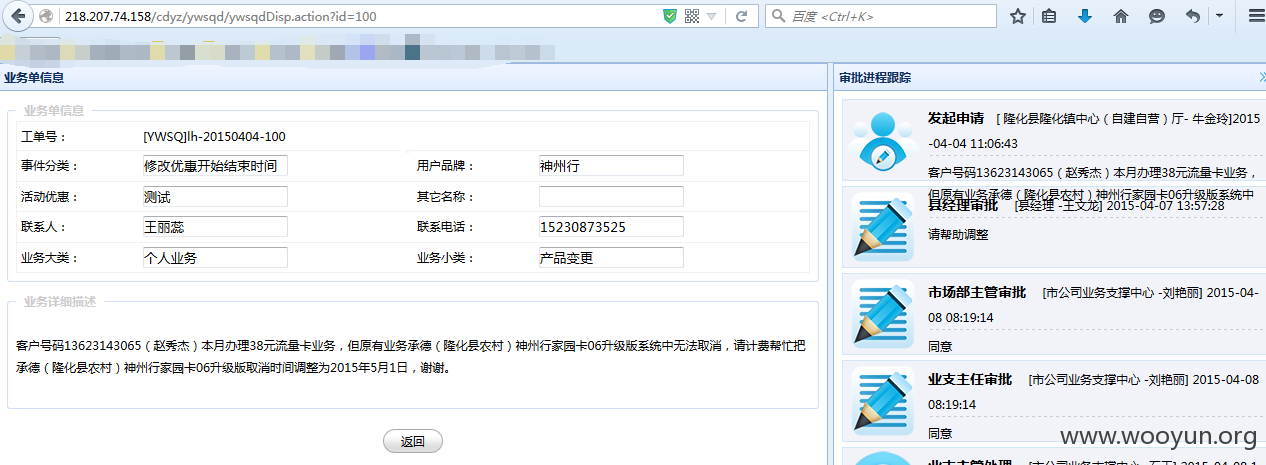 218.207.74.158/cdyz/ywsqd/ywsqdDisp.action?id=100
百度 <Ctrl+K>
业务单信息
业务单信息
工单号：
[YWSQ]lh-20150404-100
事件分类：
修改优惠开始结束时间
用户品牌：
神州行
活动优惠：
测试
其它名称：
联系人：
王丽蕊
联系电话：
15230873525
业务大类：
个人业务
业务小类：
产品变更
业务详细描述
客户号码13623143065（赵秀杰）本月办理38元流量卡业务，但原有业务承德（隆化县农村）神州行家园卡06升级版系统中无法取消，请计费帮忙把
承德（隆化县农村）神州行家园卡06升级版取消时间调整为2015年5月1日，谢谢。
返回
审批进程跟踪
发起申请 [ 隆化县隆化镇中心（自建自营）厅- 牛金玲]2015
-04-04 11:06:43
客户号码13623143065（赵秀杰）本月办理38元流量卡业务，
但原有业务承德（隆化县农村）神州行家园卡06升级版系统中
县经理审批 [县经理 -王文龙] 2015-04-07 13:57:28
请帮助调整
市场部主管审批 [市公司业务支撑中心 -刘艳丽] 2015-04-
08 08:19:14
同意
业支主任审批 [市公司业务支撑中心 -刘艳丽] 2015-04-08
08:19:14
同意
www.wooyun.org
业支主管处理 [市公司业务支撑中心